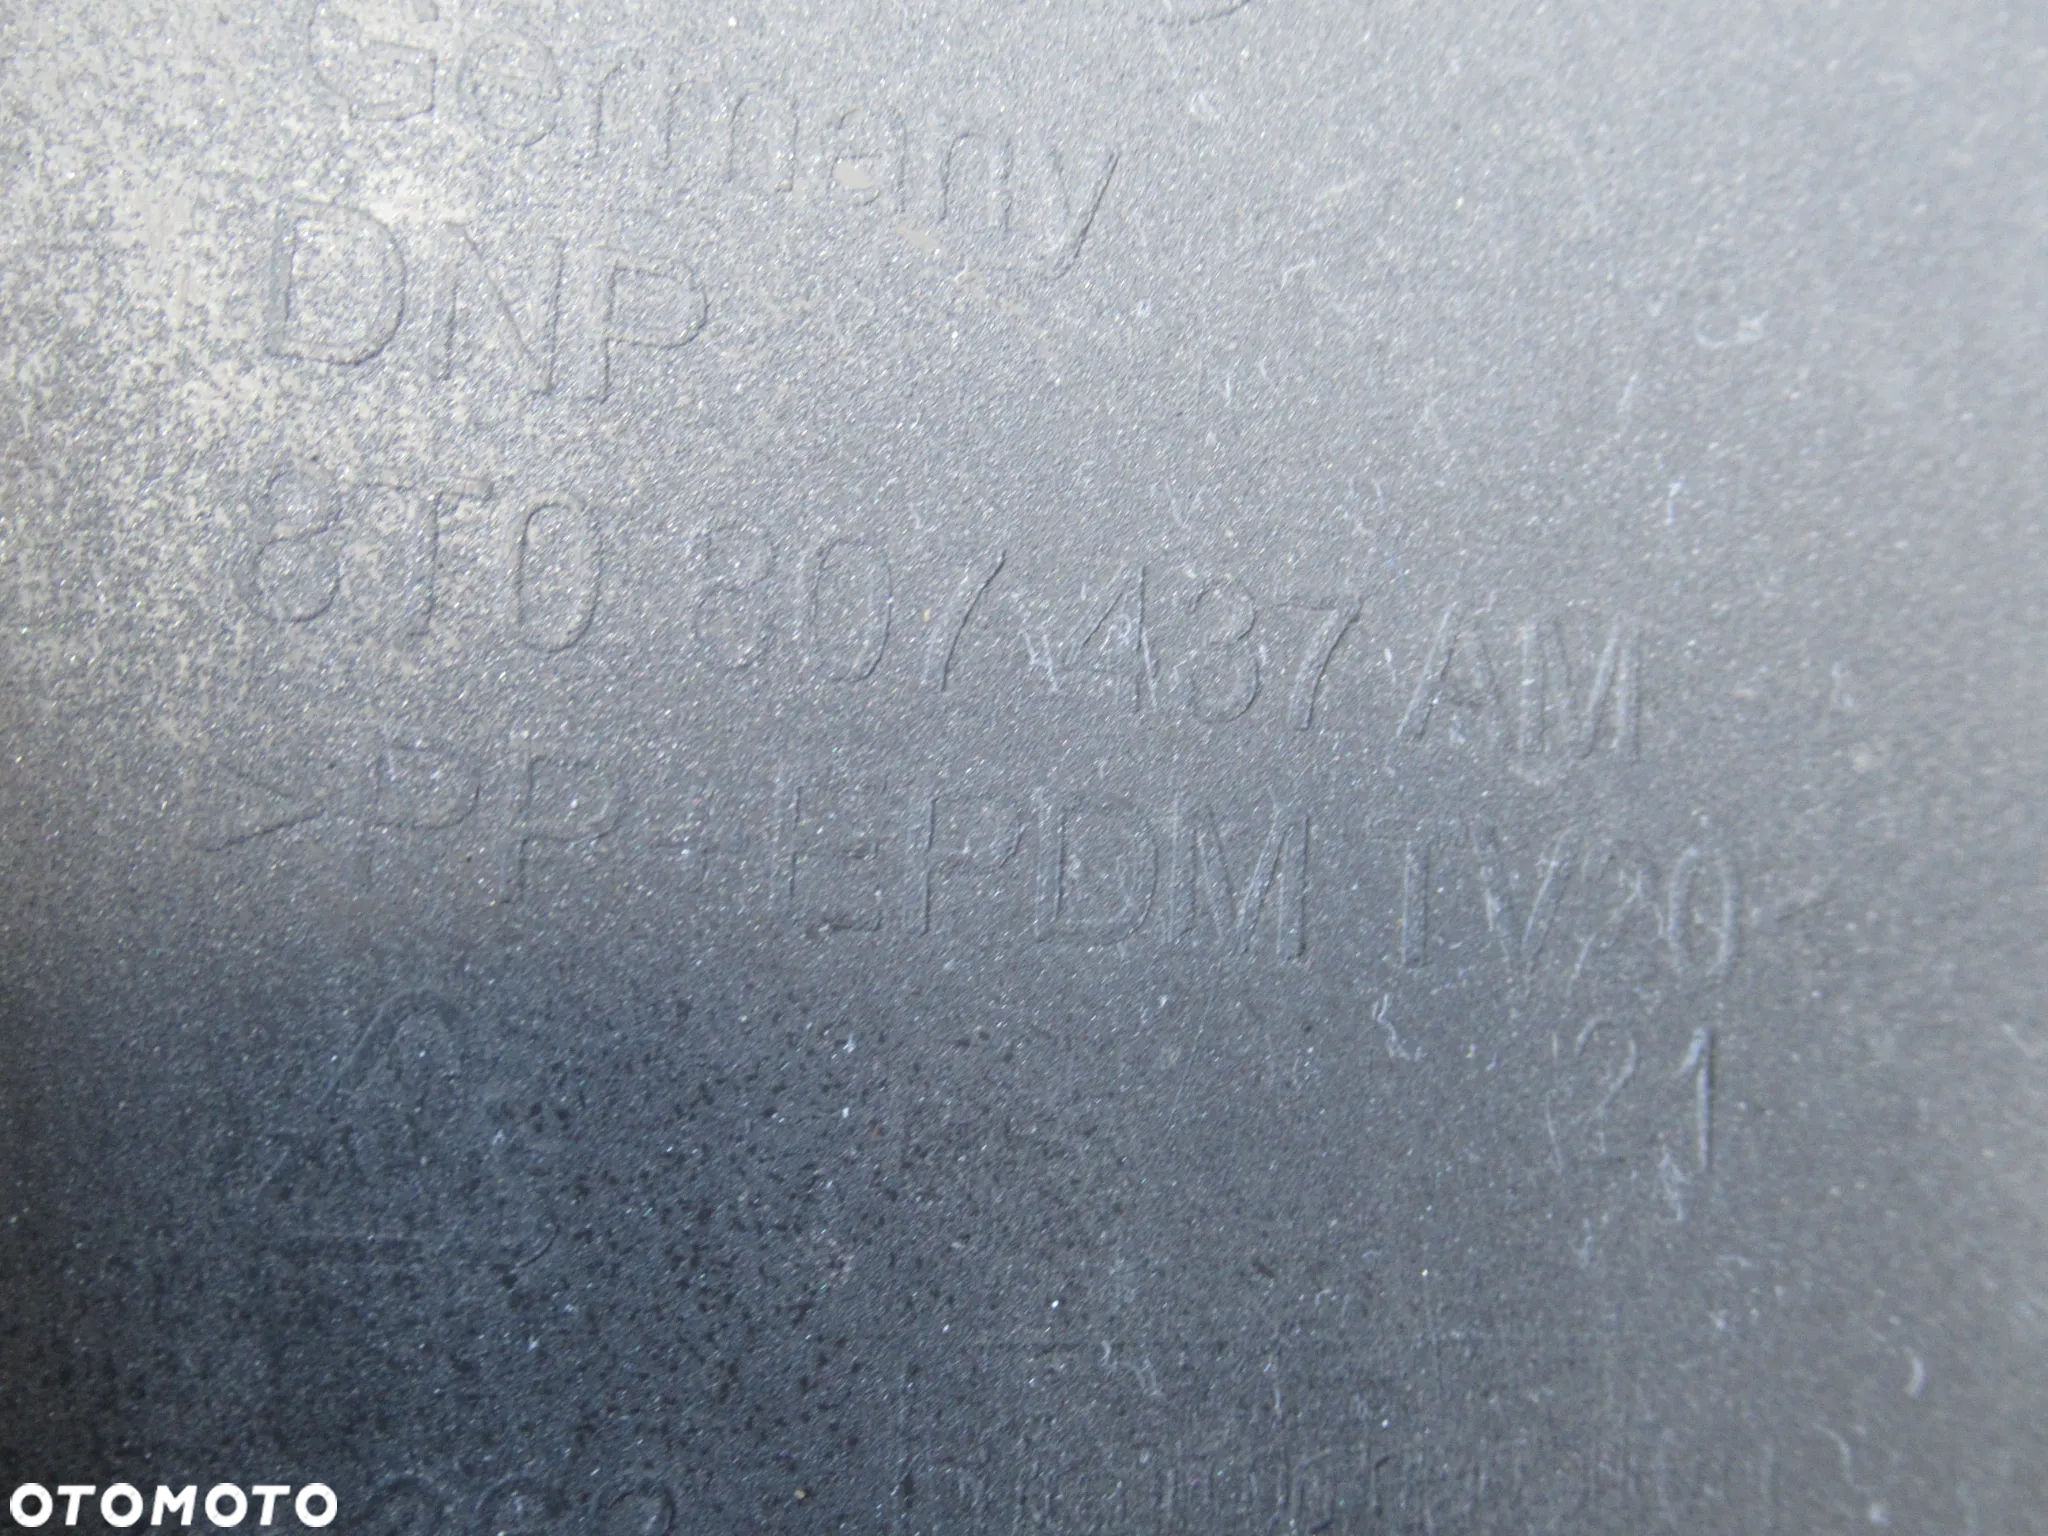 Germany
DNP
8T0 807 437 AM
>PP+EPDM TV20
21
OTOMOTO